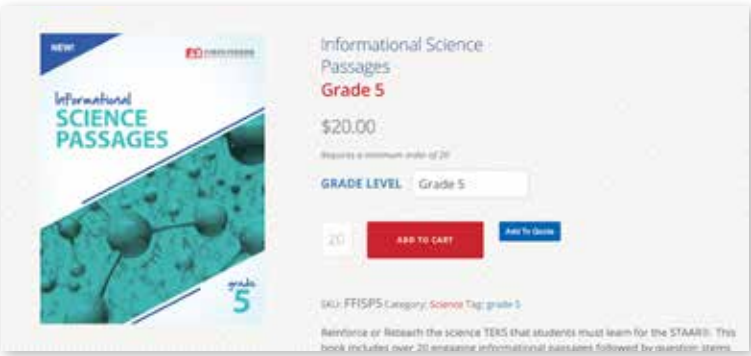 NEW!
Informational
SCIENCE
PASSAGES
grade
5
Informational Science
Passages
Grade 5
$20.00
Requires a minimum order of 20
GRADE LEVEL Grade 5
20 ADD TO CART Add To Quote
SKU: FFISP5 Category: Science Tag: grade 5
Reinforce or Reteach the science TEKS that students must learn for the STAAR®. This
book includes over 20 engaging informational passages followed by question items